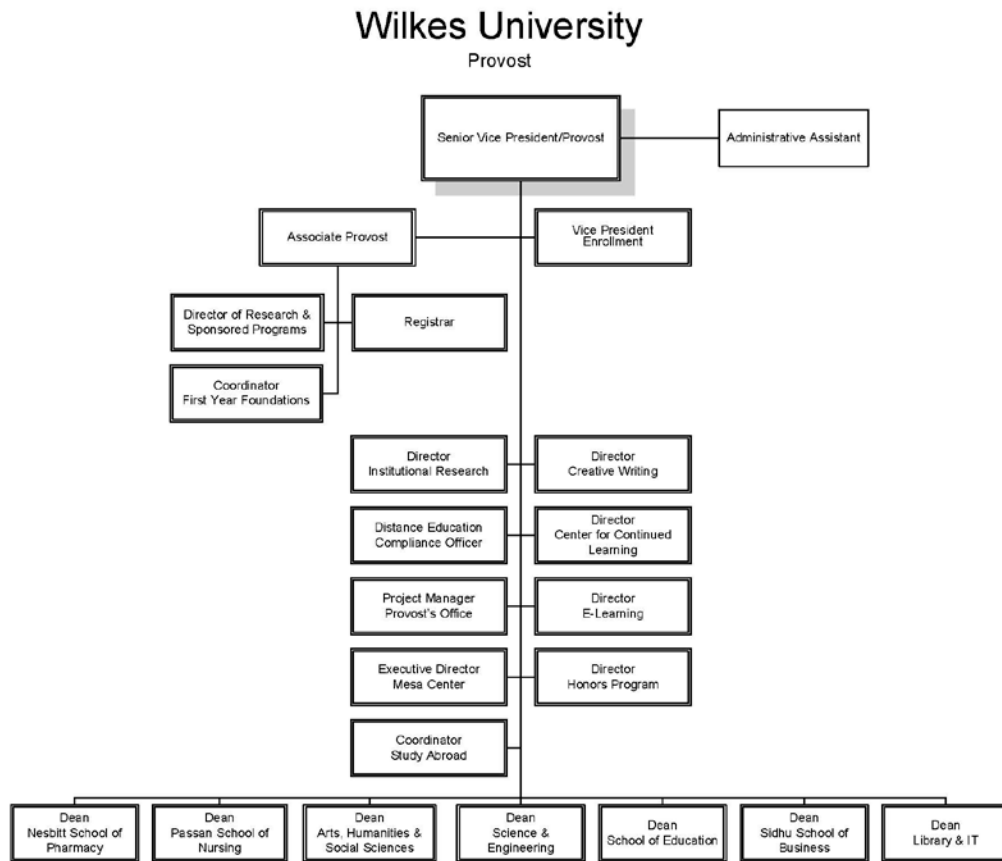 Wilkes University
Provost
Senior Vice President/Provost
Administrative Assistant
Associate Provost
Vice President
Enrollment
Director of Research &
Sponsored Programs
Registrar
Coordinator
First Year Foundations
Director
Institutional Research
Director
Creative Writing
Distance Education
Compliance Officer
Director
Center for Continued
Learning
Project Manager
Provost's Office
Director
E-Learning
Executive Director
Mesa Center
Director
Honors Program
Coordinator
Study Abroad
Dean
Nesbitt School of
Pharmacy
Dean
Passan School of
Nursing
Dean
Arts, Humanities &
Social Sciences
Dean
Science &
Engineering
Dean
School of Education
Dean
Sidhu School of
Business
Dean
Library & IT